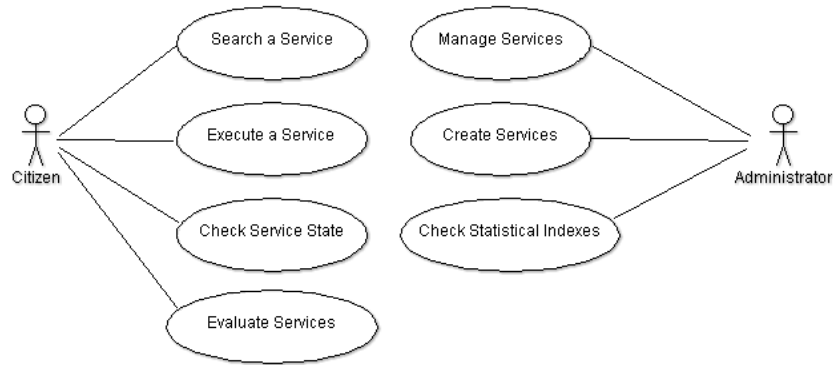 Search a Service
Manage Services
Execute a Service
Create Services
Citizen
Administrator
Check Service State
Check Statistical Indexes
Evaluate Services